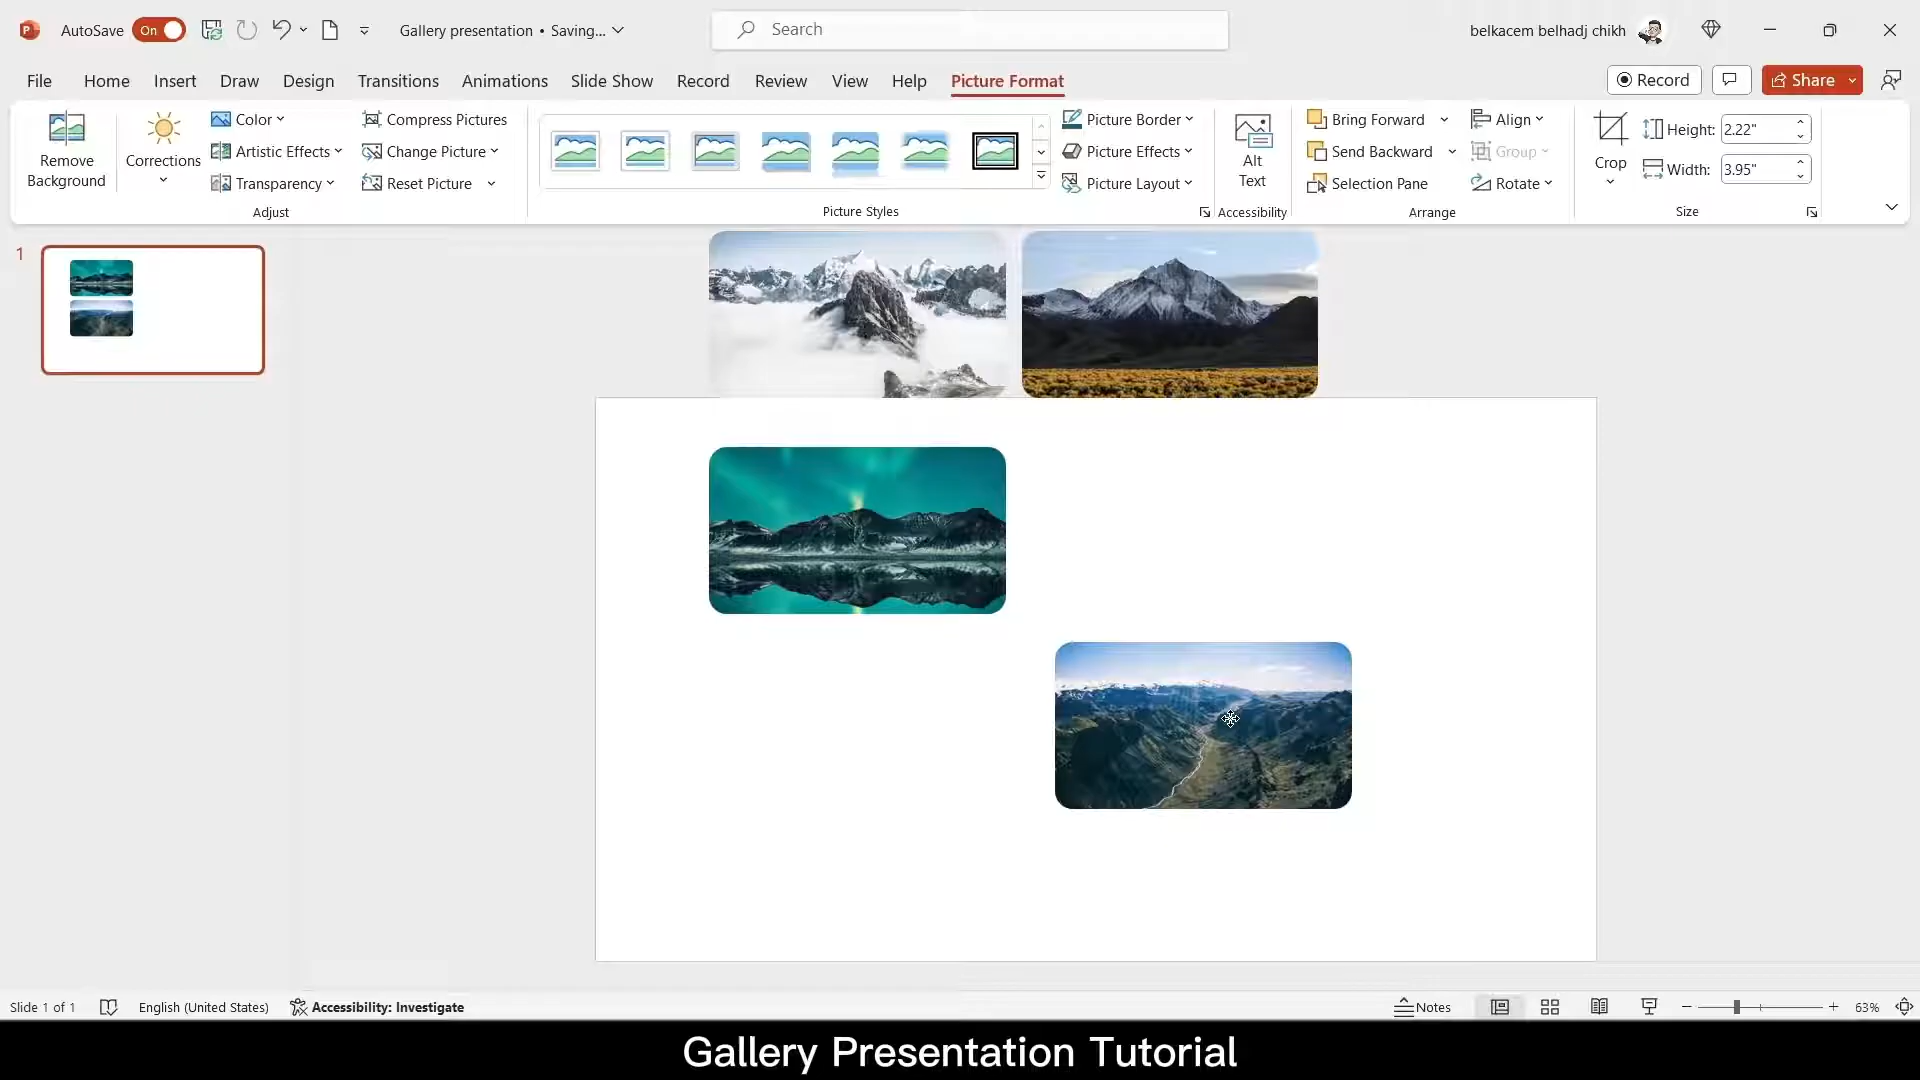 AutoSave On Gallery presentation • Saving... Search belkacem belhadj chikh
File Home Insert Draw Design Transitions Animations Slide Show Record Review View Help Picture Format Record Share
Remove Background
Corrections
Color
Artistic Effects
Transparency
Compress Pictures
Change Picture
Reset Picture
Adjust
Picture Styles
Picture Border
Picture Effects
Picture Layout
Alt Text
Accessibility
Bring Forward
Send Backward
Selection Pane
Align
Group
Rotate
Arrange
Crop
Height: 2.22"
Width: 3.95"
Size
1
Slide 1 of 1 English (United States) Accessibility: Investigate Notes 63%
Gallery Presentation Tutorial